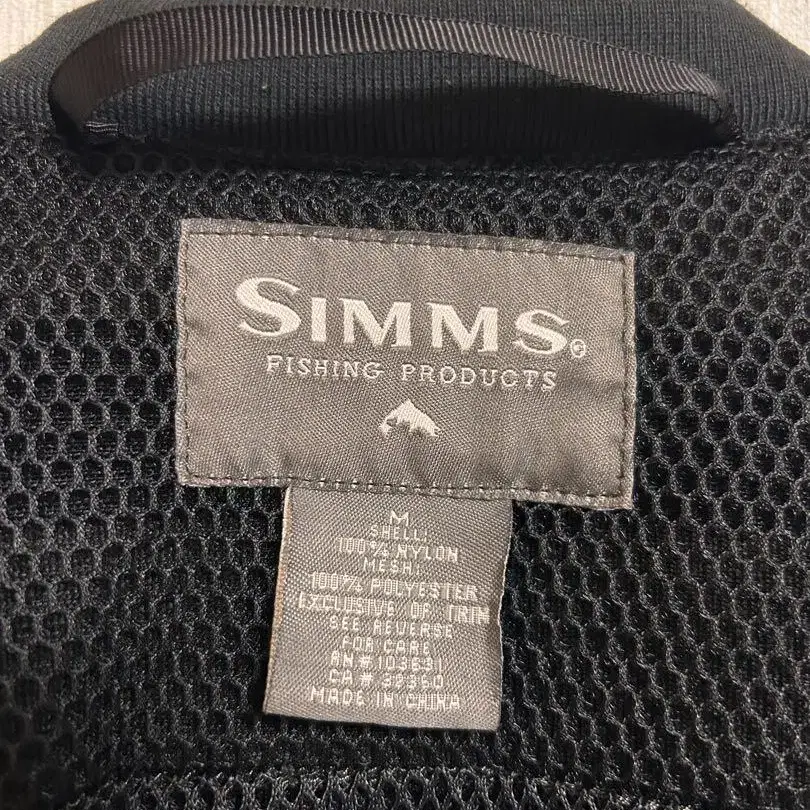 SIMMS®
FISHING PRODUCTS
M
SHELL:
100% NYLON
MESH:
100% POLYESTER
EXCLUSIVE OF TRIM
SEE REVERSE
FOR CARE
RN# 103631
CA# 32360
MADE IN CHINA